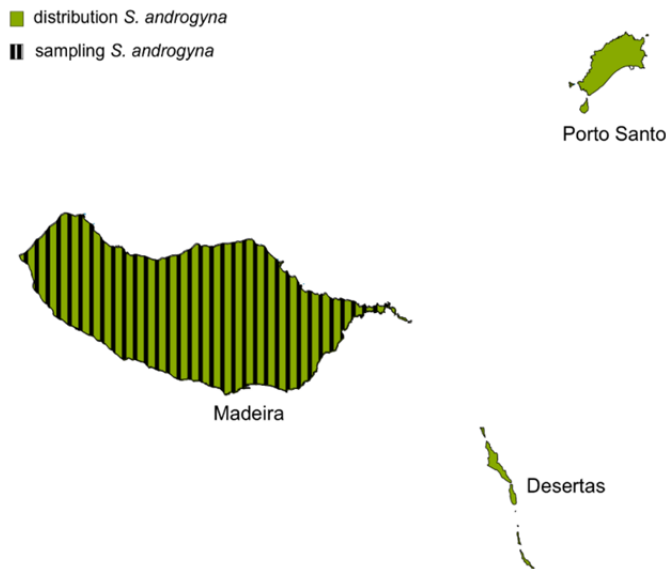 distribution S. androgyna
sampling S. androgyna
Porto Santo
Madeira
Desertas